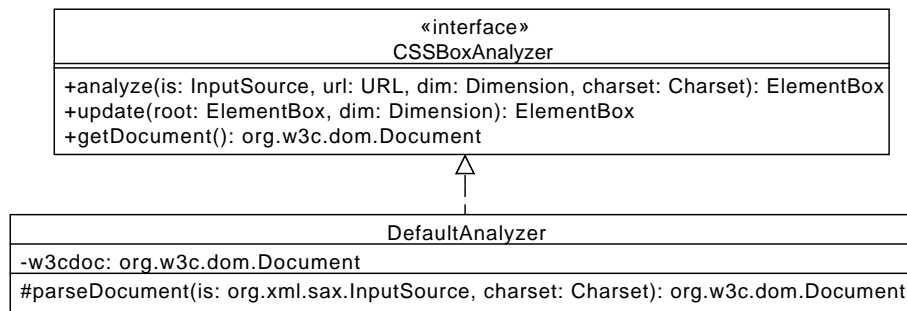 «interface»
CSSBoxAnalyzer
+analyze(is: InputSource, url: URL, dim: Dimension, charset: Charset): ElementBox
+update(root: ElementBox, dim: Dimension): ElementBox
+getDocument(): org.w3c.dom.Document
DefaultAnalyzer
-w3cdoc: org.w3c.dom.Document
#parseDocument(is: org.xml.sax.InputSource, charset: Charset): org.w3c.dom.Document